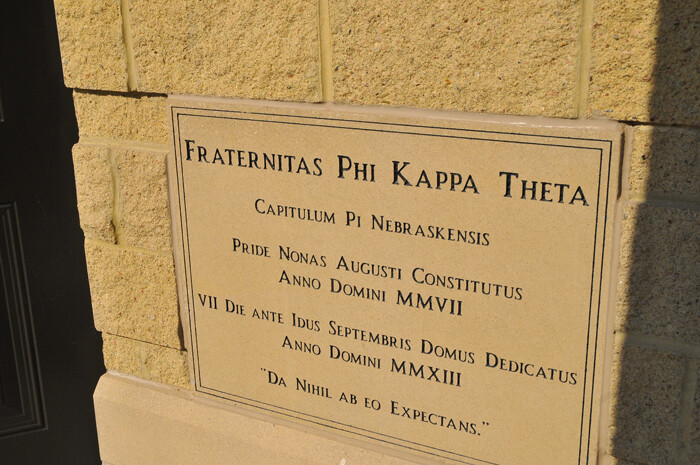 Fraternitas Phi Kappa Theta
Capitulum Pi Nebraskensis
Pride Nonas Augusti Constitutus
Anno Domini MMVII
VII Die ante Idus Septembris Domus Dedicatus
Anno Domini MMXIII
"Da Nihil ab eo Expectans."